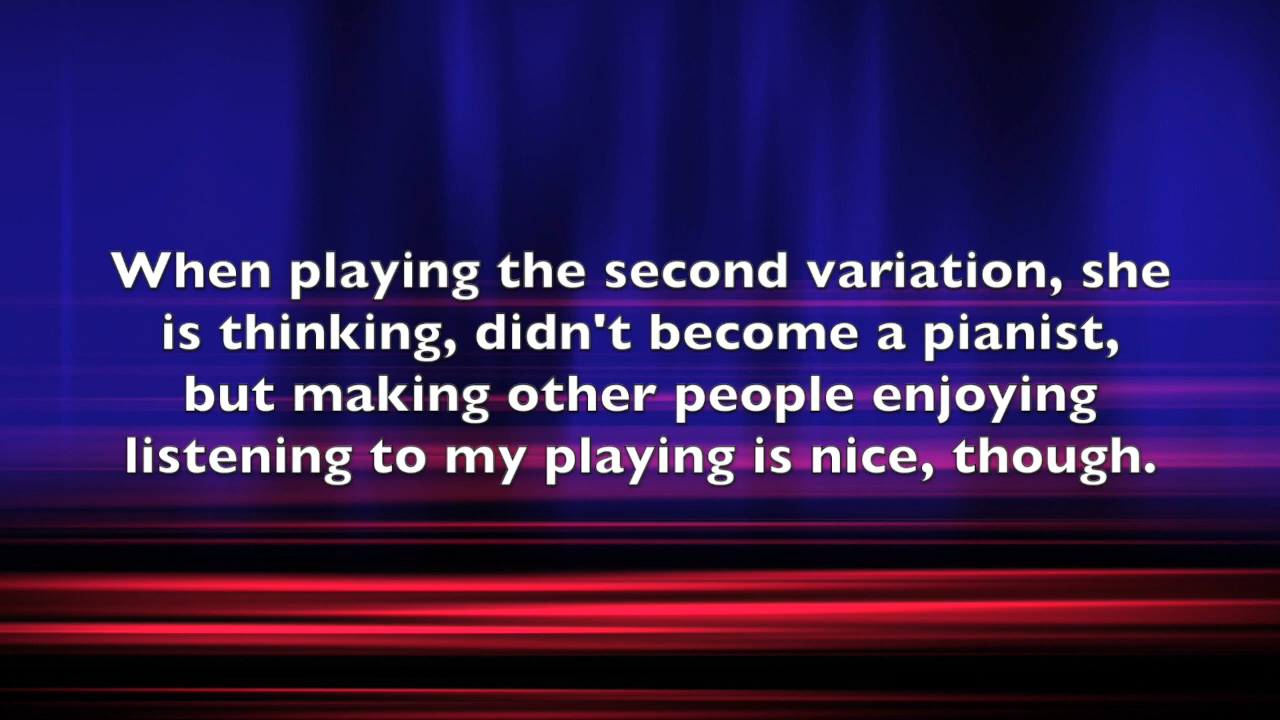 When playing the second variation, she
is thinking, didn't become a pianist,
but making other people enjoying
listening to my playing is nice, though.